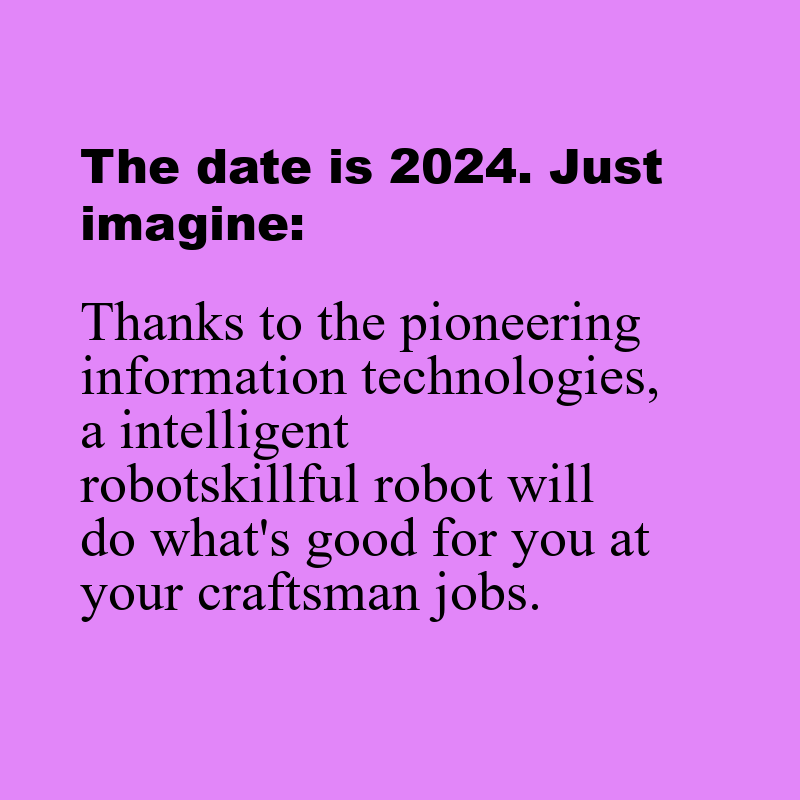 The date is 2024. Just
imagine:
Thanks to the pioneering
information technologies,
a intelligent
robotskillful robot will
do what's good for you at
your craftsman jobs.